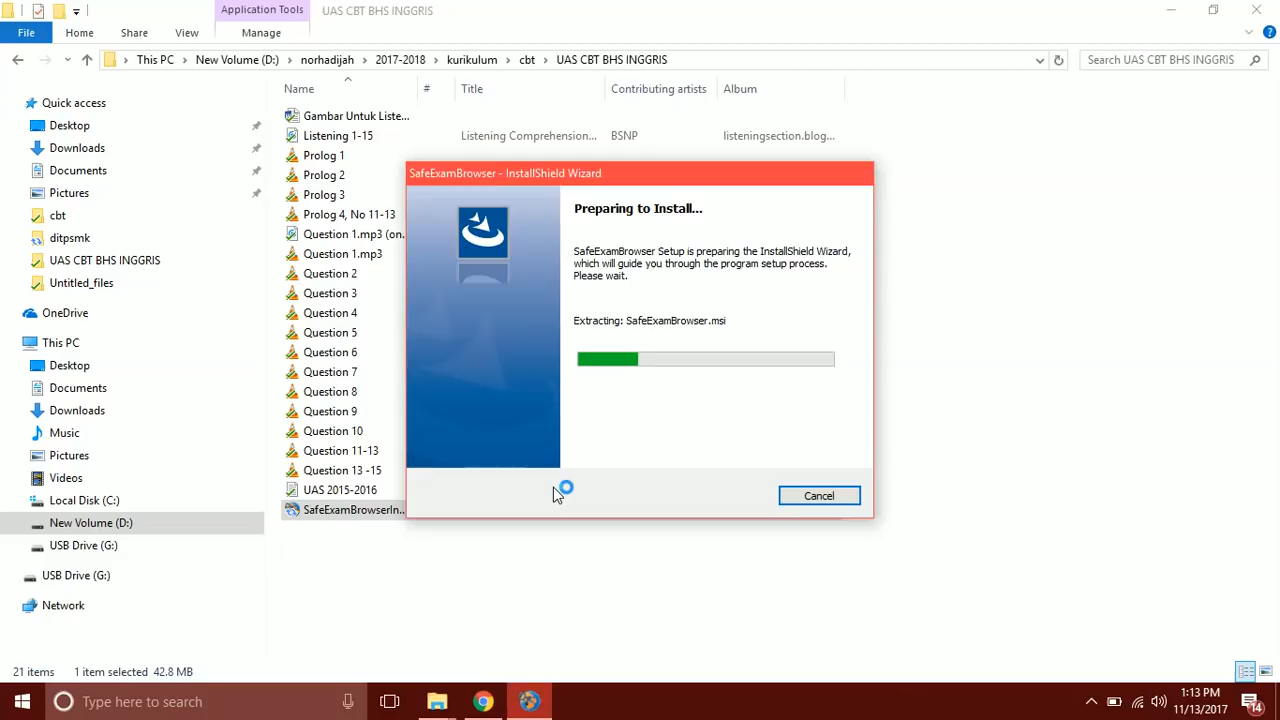 Application Tools
UAS CBT BHS INGGRIS
File
Home
Share
View
Manage
This PC
New Volume (D:)
norhadijah
2017-2018
kurikulum
cbt
UAS CBT BHS INGGRIS
Search UAS CBT BHS INGGRIS
Name
#
Title
Contributing artists
Album
Quick access
Desktop
Downloads
Documents
Pictures
cbt
ditpsmk
UAS CBT BHS INGGRIS
Untitled_files
OneDrive
This PC
Desktop
Documents
Downloads
Music
Pictures
Videos
Local Disk (C:)
New Volume (D:)
USB Drive (G:)
USB Drive (G:)
Network
Gambar Untuk Liste...
Listening 1-15
Listening Comprehension...
BSNP
listeningsection.blog...
Prolog 1
Prolog 2
Prolog 3
Prolog 4, No 11-13
Question 1.mp3 (on.
Question 1.mp3
Question 2
Question 3
Question 4
Question 5
Question 6
Question 7
Question 8
Question 9
Question 10
Question 11-13
Question 13 -15
UAS 2015-2016
SafeExamBrowserIn..
SafeExamBrowser - InstallShield Wizard
Preparing to Install...
SafeExamBrowser Setup is preparing the InstallShield Wizard,
which will guide you through the program setup process.
Please wait.
Extracting: SafeExamBrowser.msi
Cancel
21 items
1 item selected
42.8 MB
Type here to search
1:13 PM
11/13/2017
14